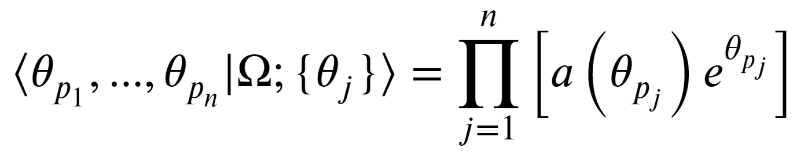 ⟨θ_{p_1}, ..., θ_{p_n}|Ω; {θ_j}⟩ = ∏_{j=1}^{n} [a(θ_{p_j}) e^{θ_{p_j}}]